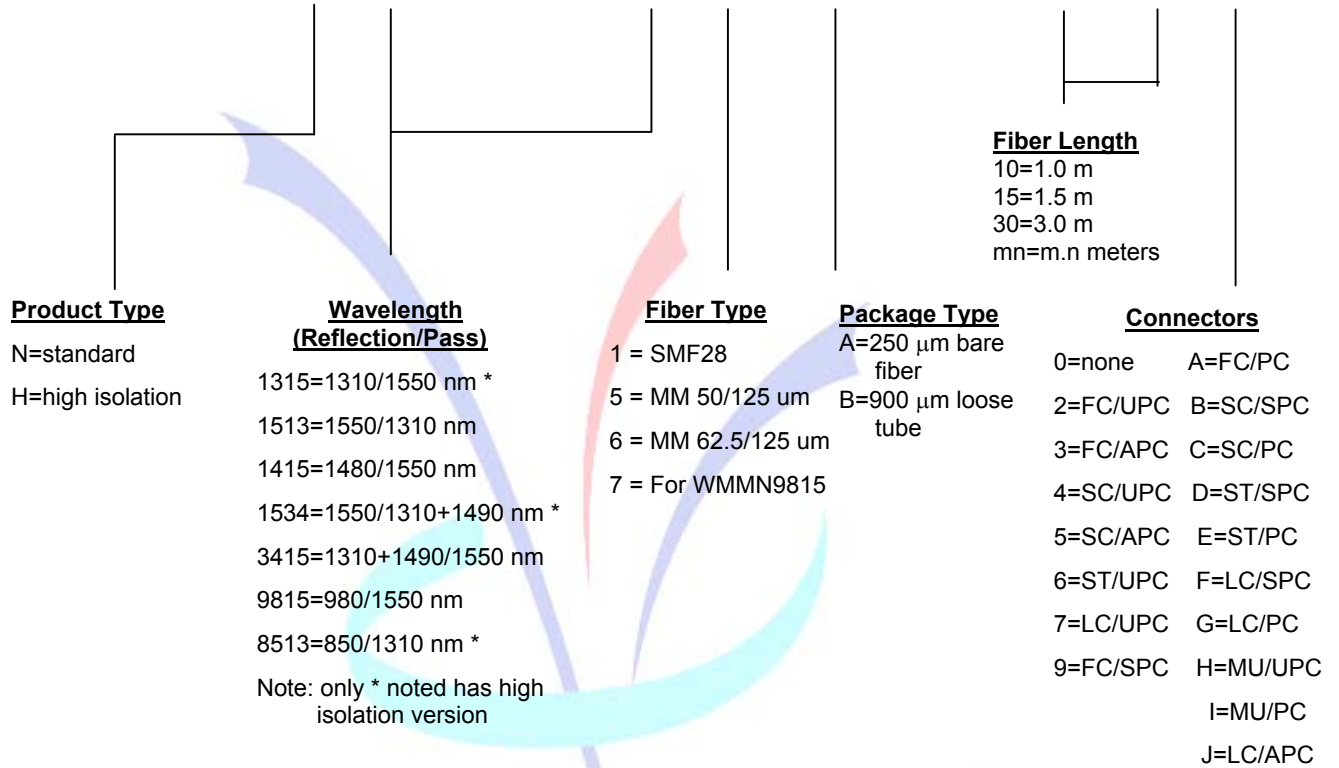 Fiber Length
10=1.0 m
15=1.5 m
30=3.0 m
mn=m.n meters
Product Type
N=standard
H=high isolation
Wavelength
(Reflection/Pass)
1315=1310/1550 nm *
1513=1550/1310 nm
1415=1480/1550 nm
1534=1550/1310+1490 nm *
3415=1310+1490/1550 nm
9815=980/1550 nm
8513=850/1310 nm *
Note: only * noted has high
isolation version
Fiber Type
1 = SMF28
5 = MM 50/125 um
6 = MM 62.5/125 um
7 = For WMMN9815
Package Type
A=250 μm bare
fiber
B=900 μm loose
tube
Connectors
0=none A=FC/PC
2=FC/UPC B=SC/SPC
3=FC/APC C=SC/PC
4=SC/UPC D=ST/SPC
5=SC/APC E=ST/PC
6=ST/UPC F=LC/SPC
7=LC/UPC G=LC/PC
9=FC/SPC H=MU/UPC
I=MU/PC
J=LC/APC